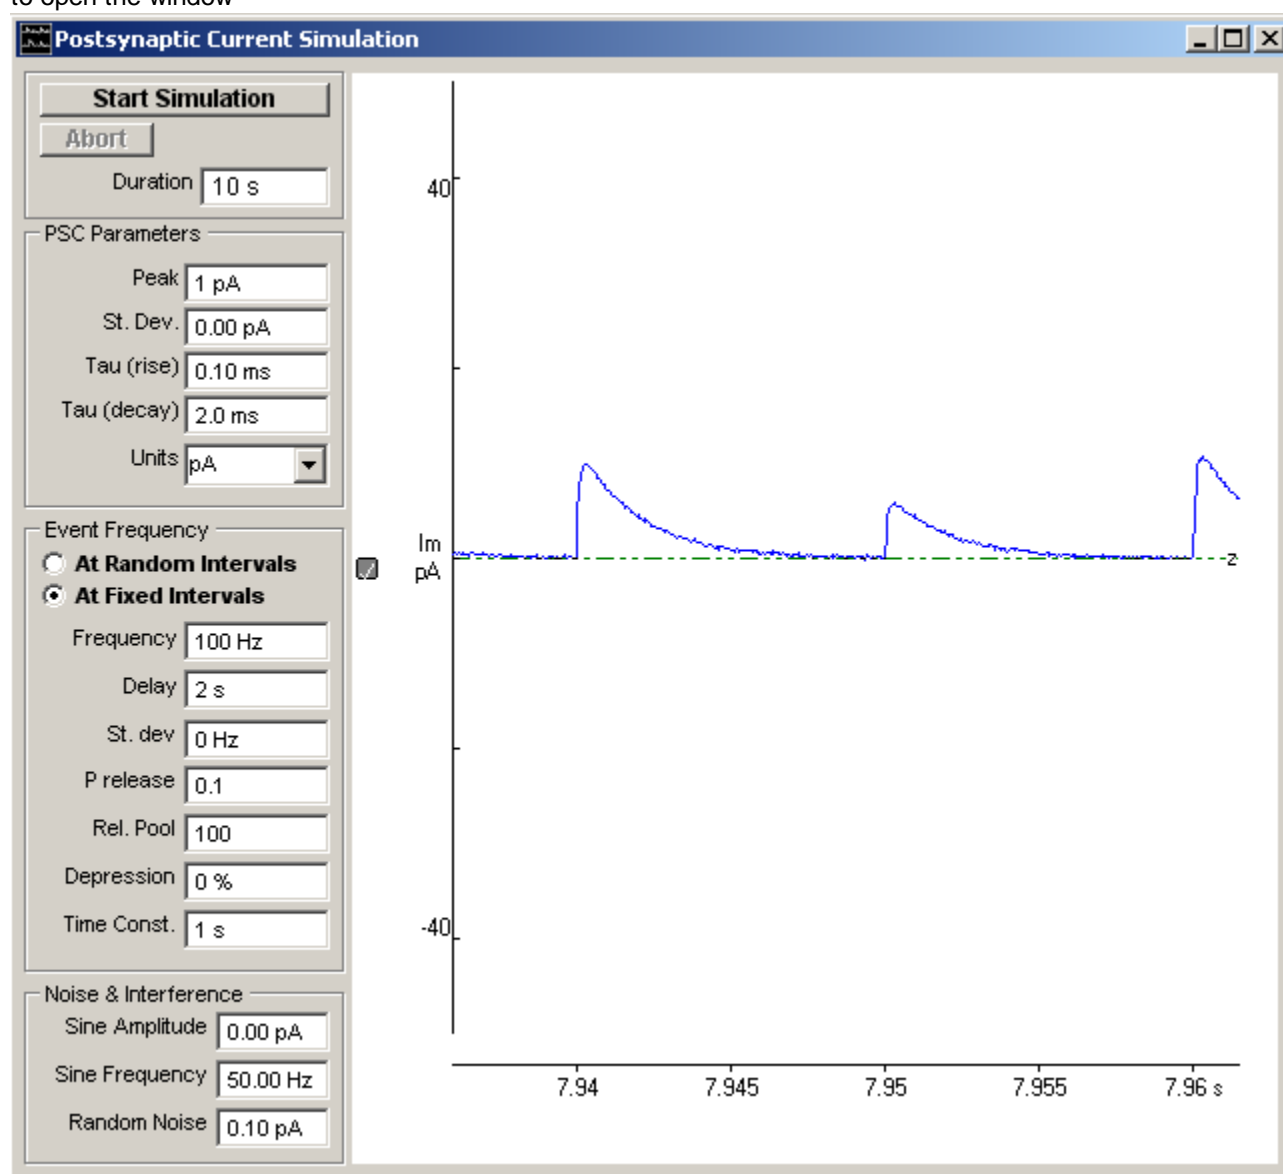 to open the window
Postsynaptic Current Simulation
Start Simulation
Abort
Duration 10 s
PSC Parameters
Peak 1 pA
St. Dev. 0.00 pA
Tau (rise) 0.10 ms
Tau (decay) 2.0 ms
Units pA
Event Frequency
At Random Intervals
At Fixed Intervals
Frequency 100 Hz
Delay 2 s
St. dev 0 Hz
P release 0.1
Rel. Pool 100
Depression 0 %
Time Const. 1 s
Noise & Interference
Sine Amplitude 0.00 pA
Sine Frequency 50.00 Hz
Random Noise 0.10 pA
40
Im
pA
-z-
-40
7.94 7.945 7.95 7.955 7.96 s